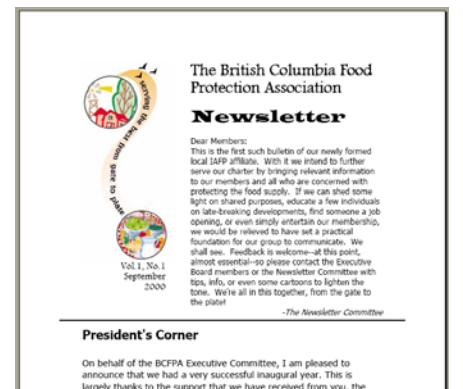 The British Columbia Food
Protection Association
Newsletter
serving the best from gate to plate
Vol.1, No.1
September
2000
Dear Members:
This is the first such bulletin of our newly formed
local IAFP affiliate. With it we intend to further
serve our charter by bringing relevant information
to our members and all who are concerned with
protecting the food supply. If we can shed some
light on shared purposes, educate a few individuals
on late-breaking developments, find someone a job
opening, or even simply entertain our membership,
we would be relieved to have set a practical
foundation for our group to communicate. We
shall see. Feedback is welcome--at this point,
almost essential--so please contact the Executive
Board members or the Newsletter Committee with
tips, info, or even some cartoons to lighten the
tone. We're all in this together, from the gate to
the plate!
-The Newsletter Committee
President's Corner
On behalf of the BCFPA Executive Committee, I am pleased to
announce that we had a very successful inaugural year. This is
largely thanks to the support that we have received from you, the